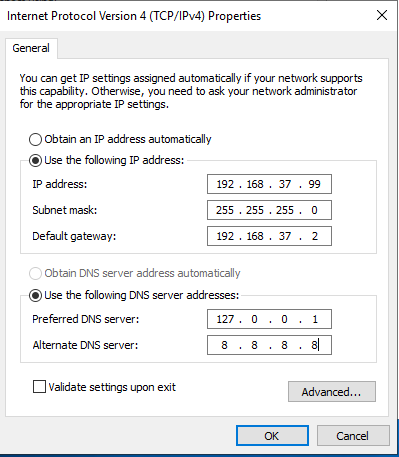 Internet Protocol Version 4 (TCP/IPv4) Properties
General
You can get IP settings assigned automatically if your network supports
this capability. Otherwise, you need to ask your network administrator
for the appropriate IP settings.
Obtain an IP address automatically
Use the following IP address:
IP address: 192 . 168 . 37 . 99
Subnet mask: 255 . 255 . 255 . 0
Default gateway: 192 . 168 . 37 . 2
Obtain DNS server address automatically
Use the following DNS server addresses:
Preferred DNS server: 127 . 0 . 0 . 1
Alternate DNS server: 8 . 8 . 8 . 8
Validate settings upon exit
Advanced...
OK Cancel